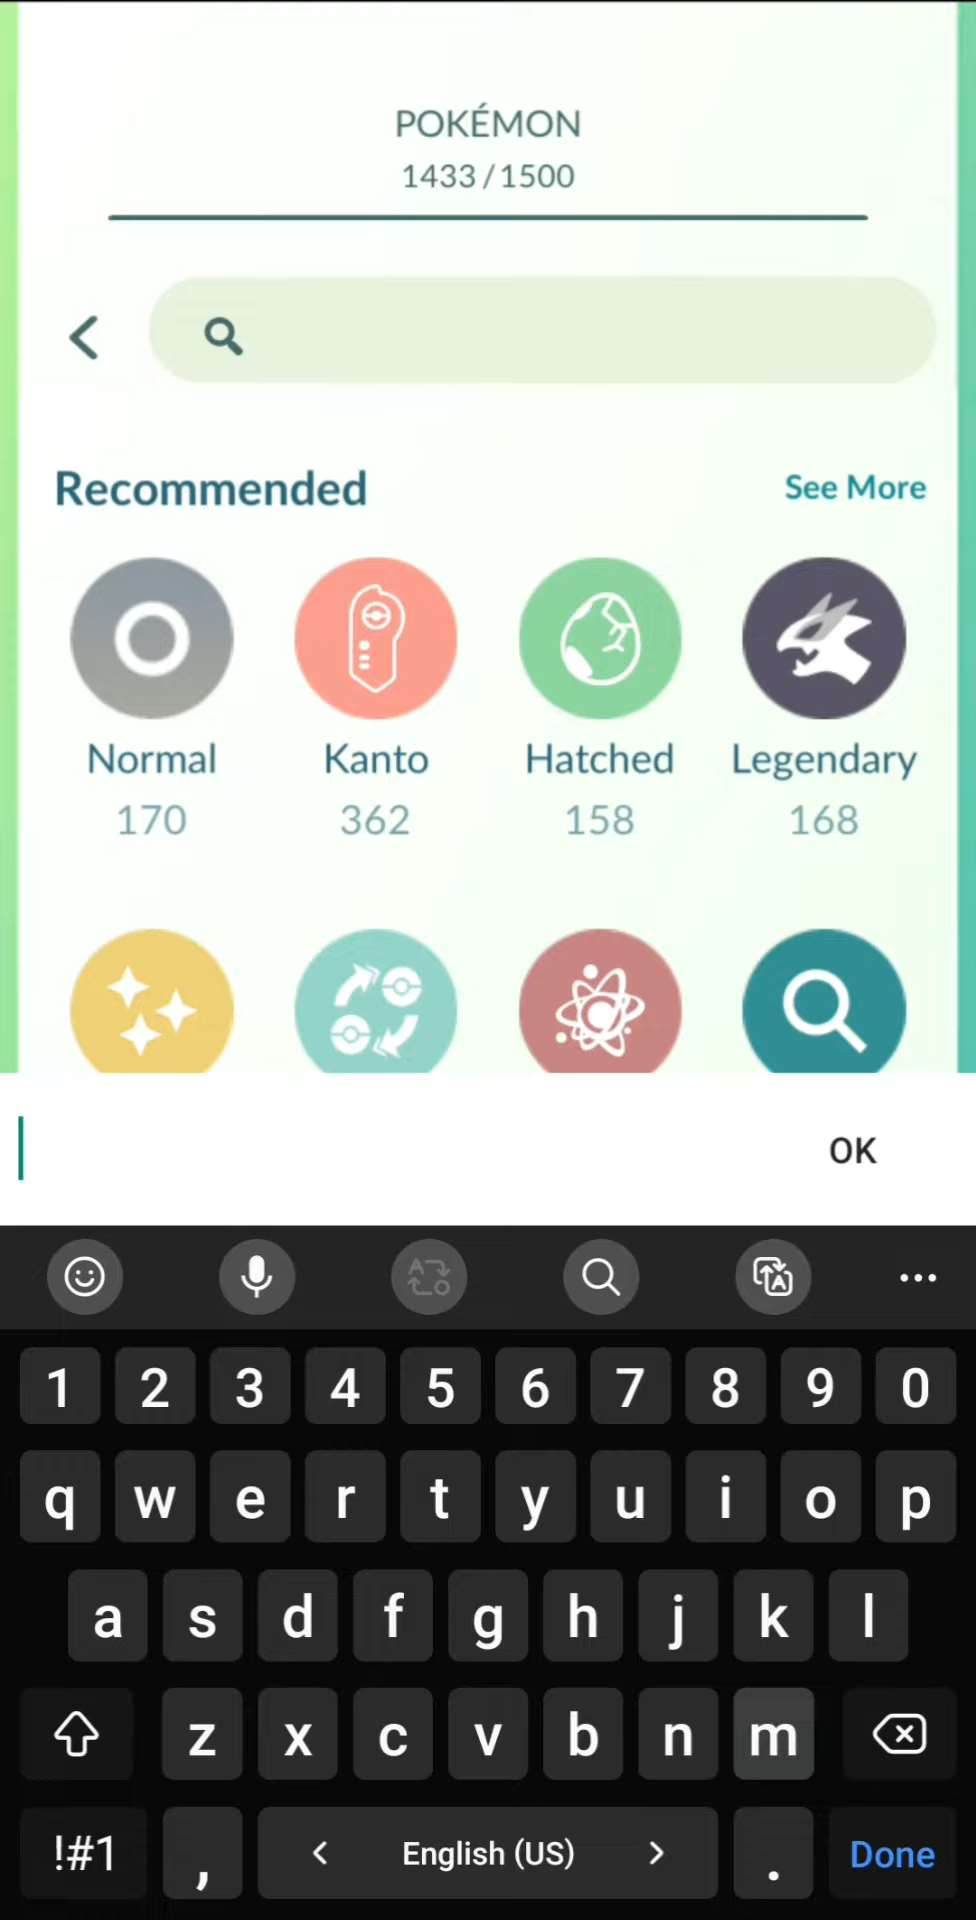 POKÉMON
1433 / 1500
Recommended
See More
Normal
Kanto
Hatched
Legendary
170
362
158
168
OK
1 2 3 4 5 6 7 8 9 0
q w e r t y u i o p
a s d f g h j k l
z x c v b n m
!#1 , < English (US) > . Done